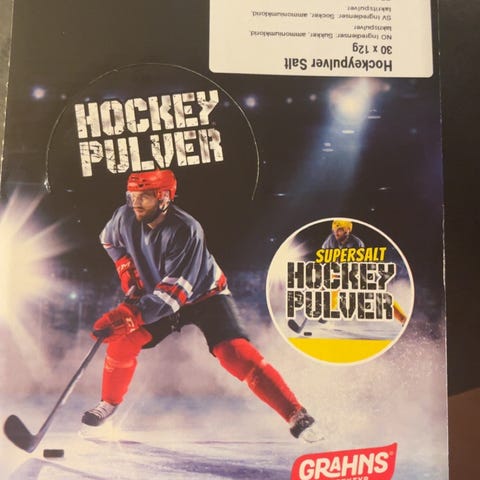 Hockeypulver Salt
30 x 12g
NO Ingredienser: Sukker, ammoniumklorid,
lakrispulver.
SV Ingredienser: Socker, ammoniumklorid,
lakritspulver.
HOCKEY
PULVER
SUPERSALT
HOCKEY
PULVER
GRAHNS